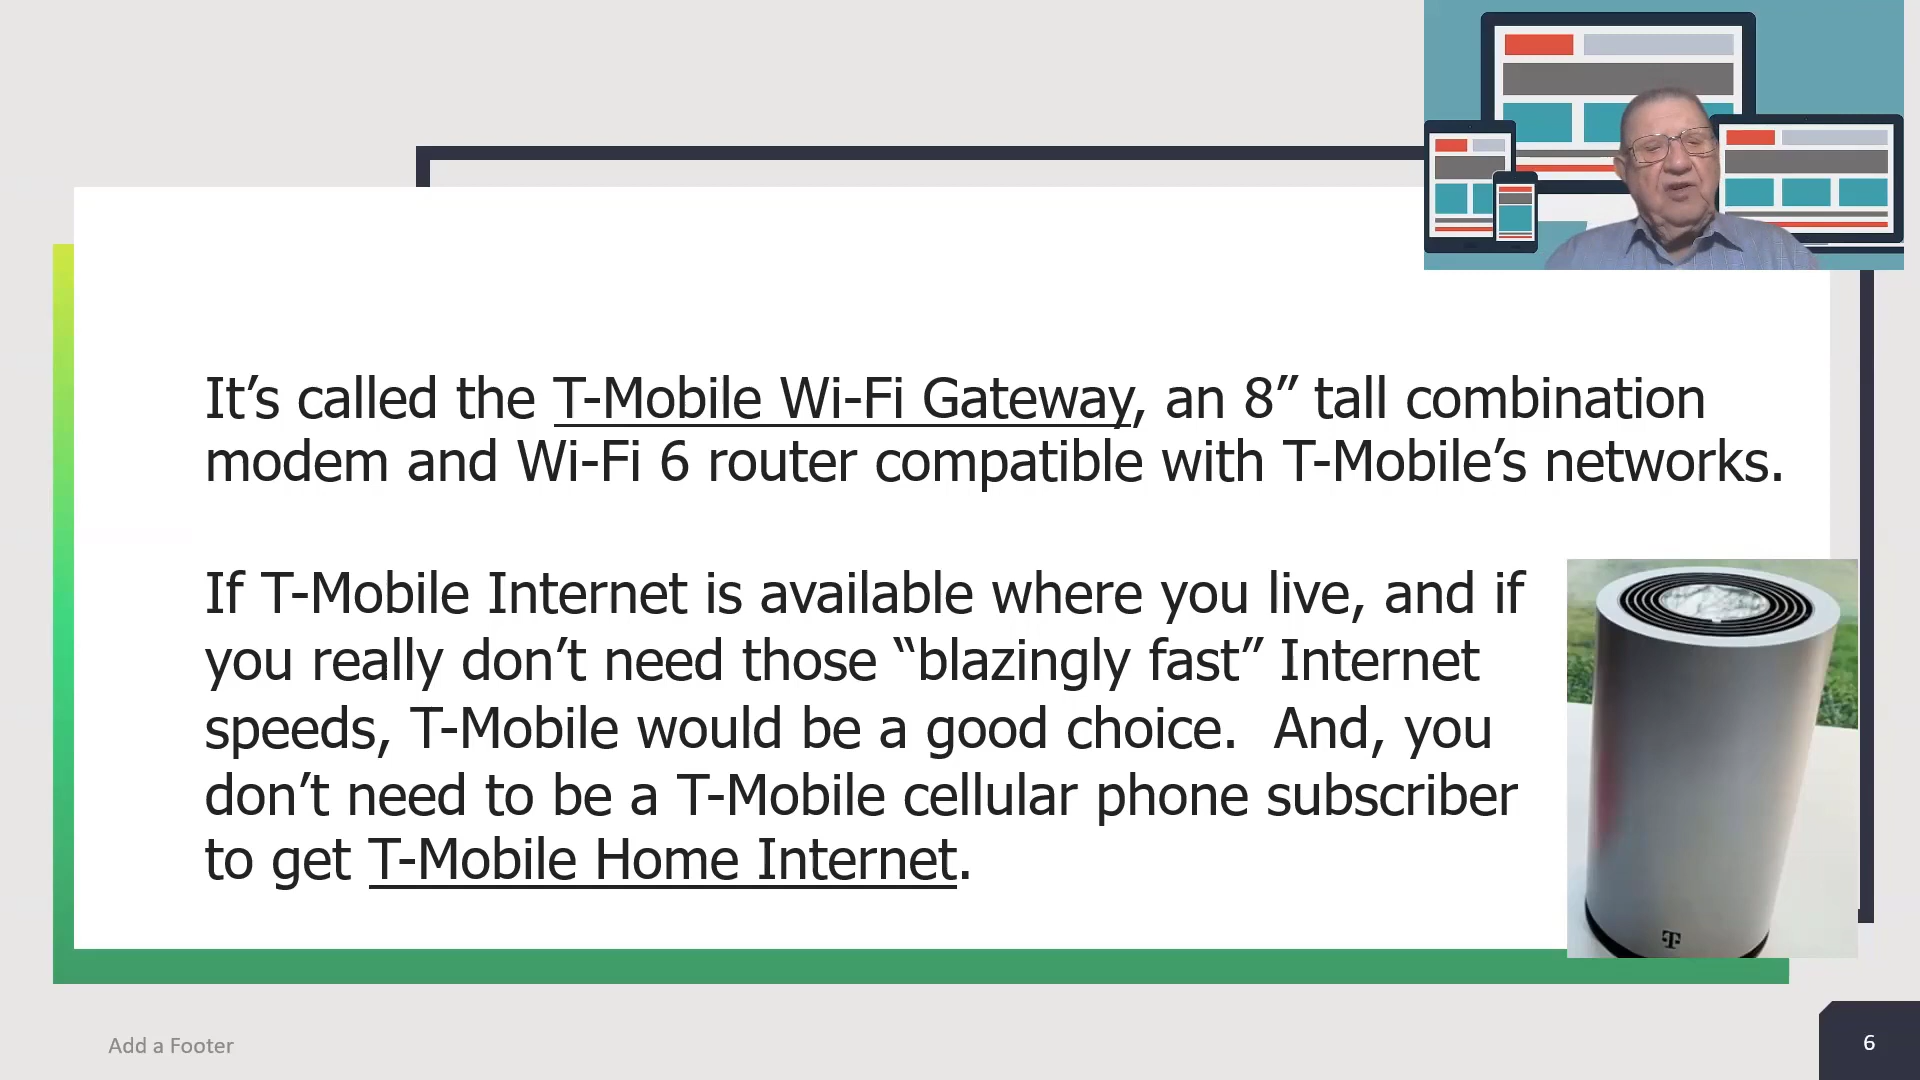 It’s called the T-Mobile Wi-Fi Gateway, an 8” tall combination
modem and Wi-Fi 6 router compatible with T-Mobile’s networks.
If T-Mobile Internet is available where you live, and if
you really don’t need those “blazingly fast” Internet
speeds, T-Mobile would be a good choice.  And, you
don’t need to be a T-Mobile cellular phone subscriber
to get T-Mobile Home Internet.
T
Add a Footer
6